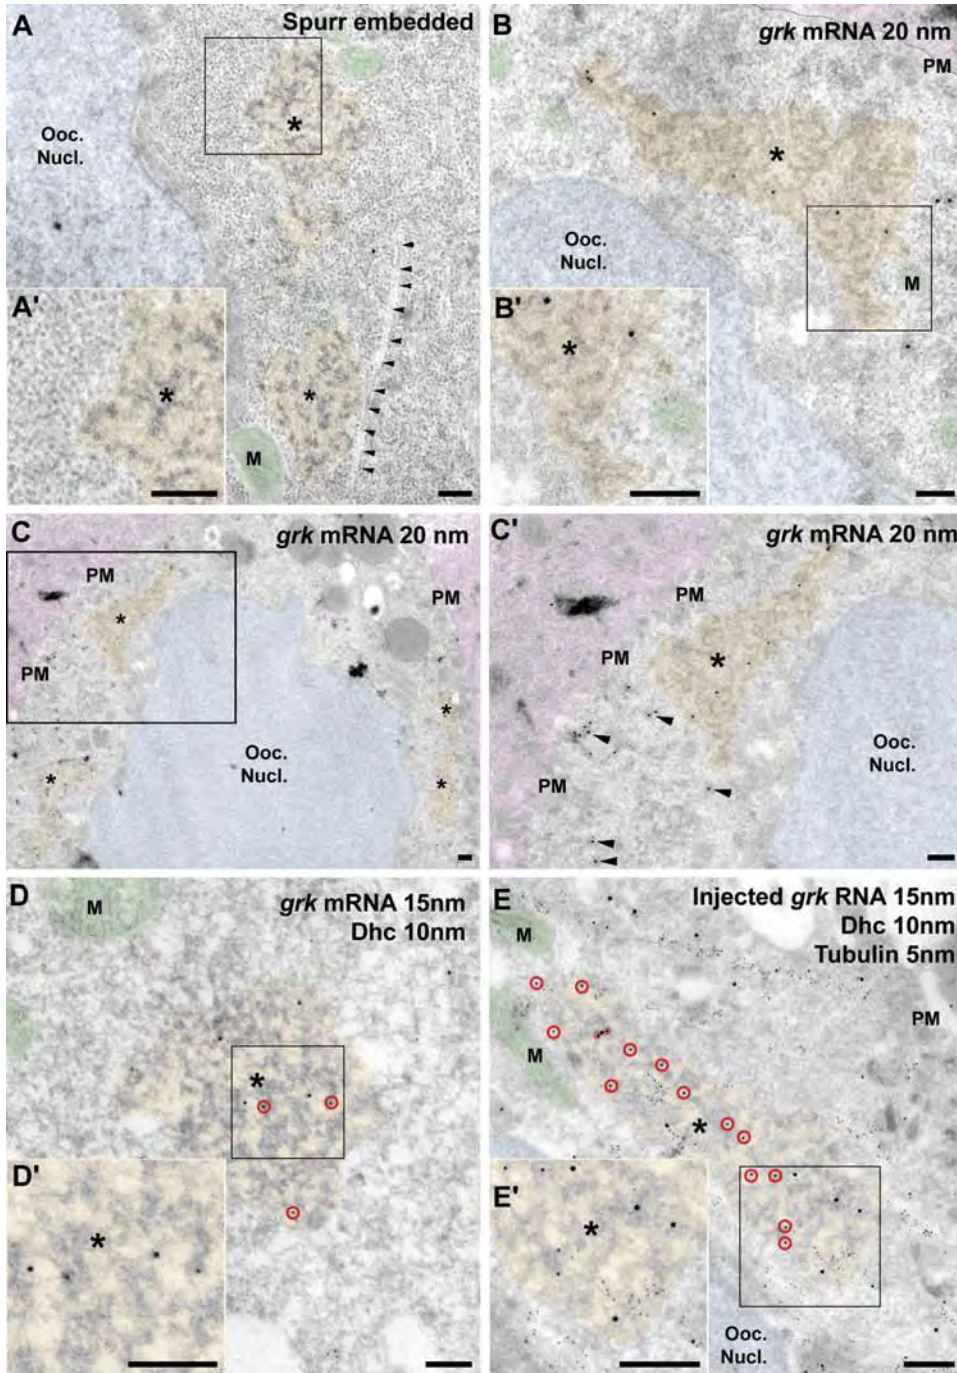 A
Spurr embedded
Ooc.
Nucl.
*
A'
*
*
M
B
grk mRNA 20 nm
PM
*
Ooc.
Nucl.
M
B'
*
C
grk mRNA 20 nm
PM
*
PM
PM
*
Ooc.
Nucl.
*
*
C'
grk mRNA 20 nm
PM
PM
*
Ooc.
Nucl.
PM
D
grk mRNA 15nm
Dhc 10nm
M
*
D'
*
E
Injected grk RNA 15nm
Dhc 10nm
Tubulin 5nm
M
PM
M
*
E'
*
Ooc.
Nucl.